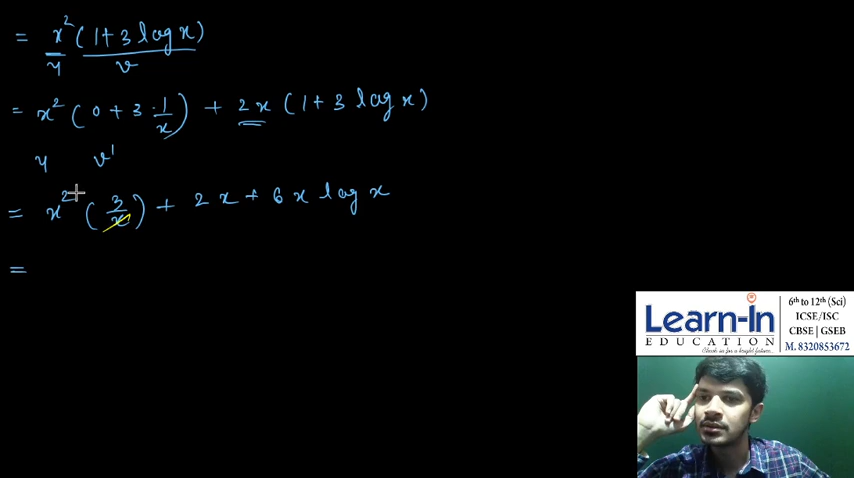 = x² (1 + 3 log x)
u v
= x² (0 + 3 · 1/x) + 2x (1 + 3 log x)
u v'
= x² (3/x) + 2x + 6x log x
=
Learn-In
EDUCATION
6th to 12th (Sci)
ICSE/ISC
CBSE | GSEB
M. 8320853672